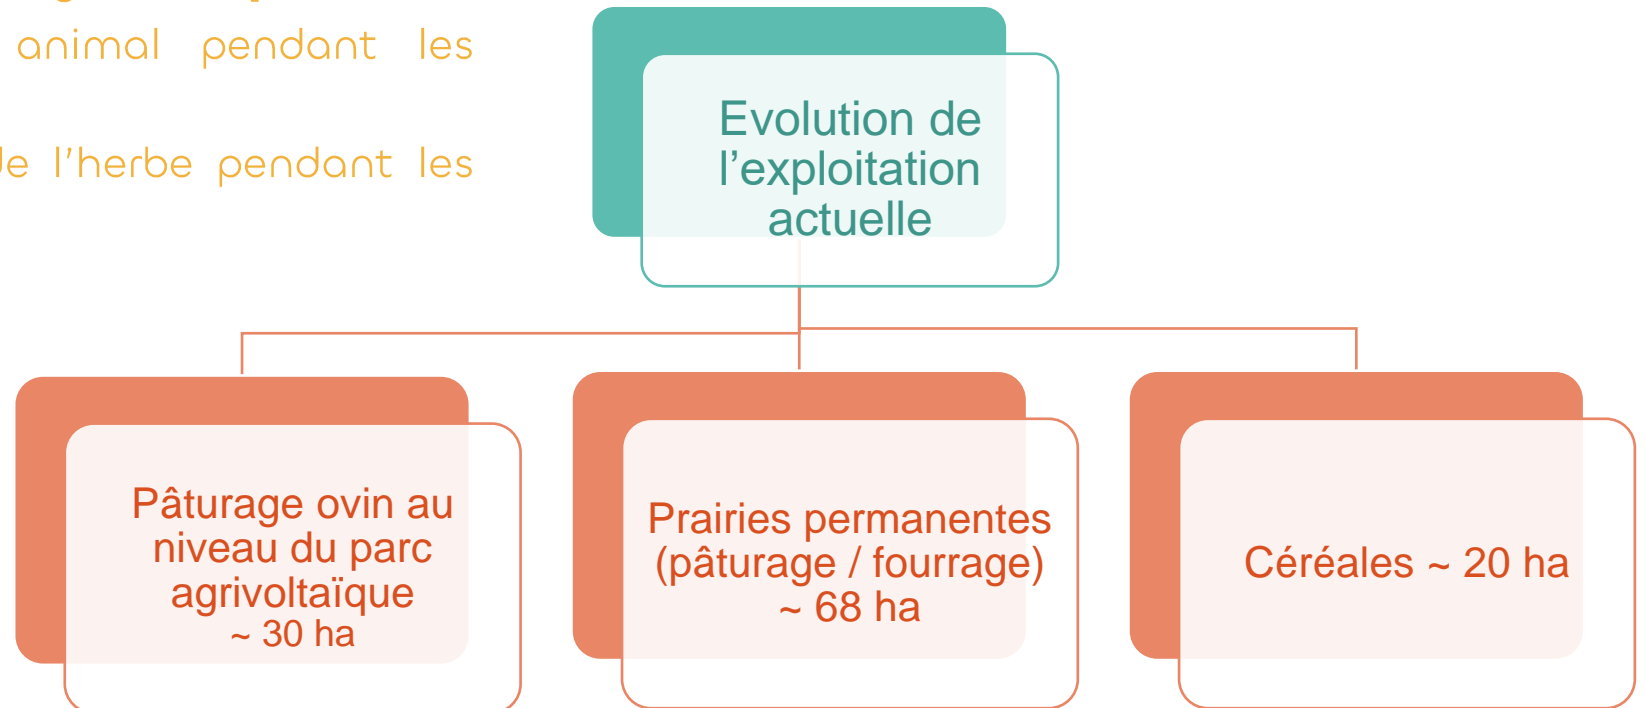 animal pendant les
de l'herbe pendant les
Evolution de
l'exploitation
actuelle
Pâturage ovin au
niveau du parc
agrivoltaïque
~ 30 ha
Prairies permanentes
(pâturage / fourrage)
~ 68 ha
Céréales ~ 20 ha